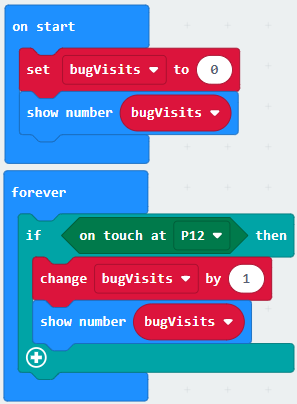 on start
set bugVisits to 0
show number bugVisits
forever
if on touch at P12 then
change bugVisits by 1
show number bugVisits